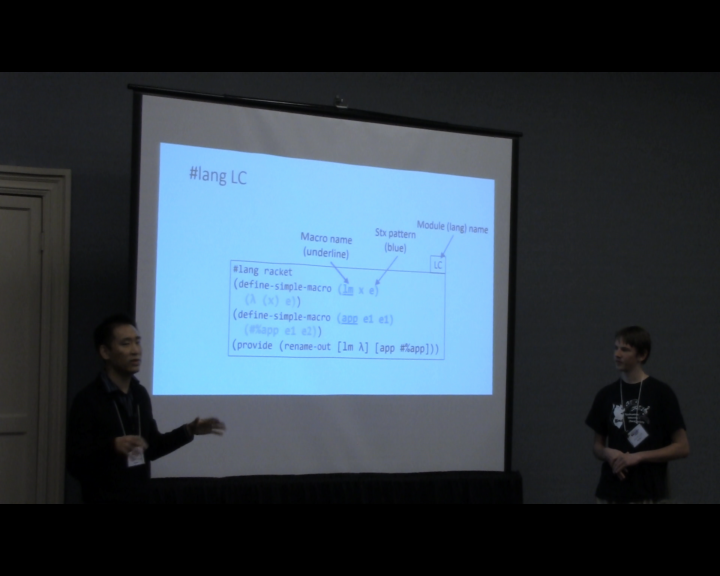 #lang LC
Macro name
(underline)
Stx pattern
(blue)
Module (lang) name
LC
#lang racket
(define-simple-macro (lm x e)
(λ (x) e))
(define-simple-macro (app e1 e1)
(#%app e1 e2))
(provide (rename-out [lm λ] [app #%app]))